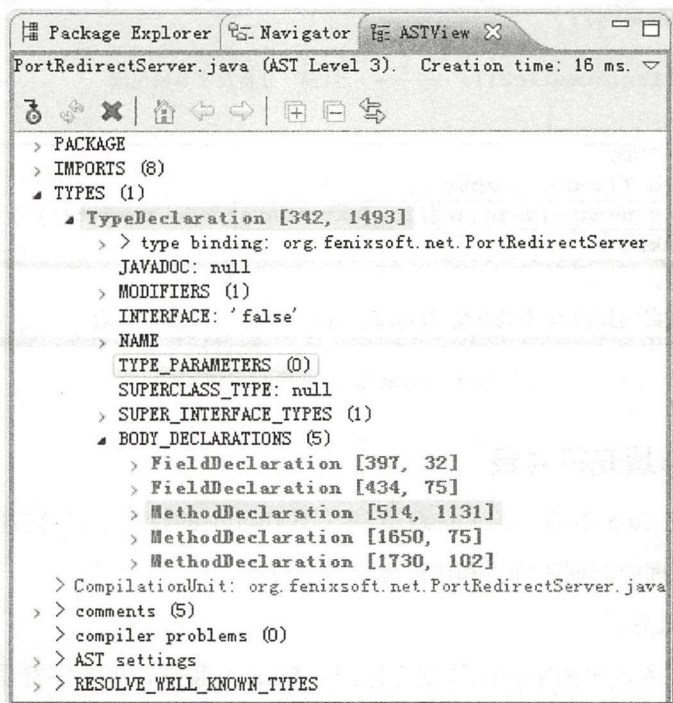 Package Explorer Navigator ASTView
PortRedirectServer.java (AST Level 3). Creation time: 16 ms.
> PACKAGE
> IMPORTS (8)
TYPES (1)
TypeDeclaration [342, 1493]
> > type binding: org.fenixsoft.net.PortRedirectServer
JAVADOC: null
> MODIFIERS (1)
INTERFACE: 'false'
> NAME
TYPE_PARAMETERS (0)
SUPERCLASS_TYPE: null
> SUPER_INTERFACE_TYPES (1)
BODY_DECLARATIONS (5)
> FieldDeclaration [397, 32]
> FieldDeclaration [434, 75]
> MethodDeclaration [514, 1131]
> MethodDeclaration [1650, 75]
> MethodDeclaration [1730, 102]
> CompilationUnit: org.fenixsoft.net.PortRedirectServer.java
> > comments (5)
> compiler problems (0)
> > AST settings
> > RESOLVE_WELL_KNOWN_TYPES